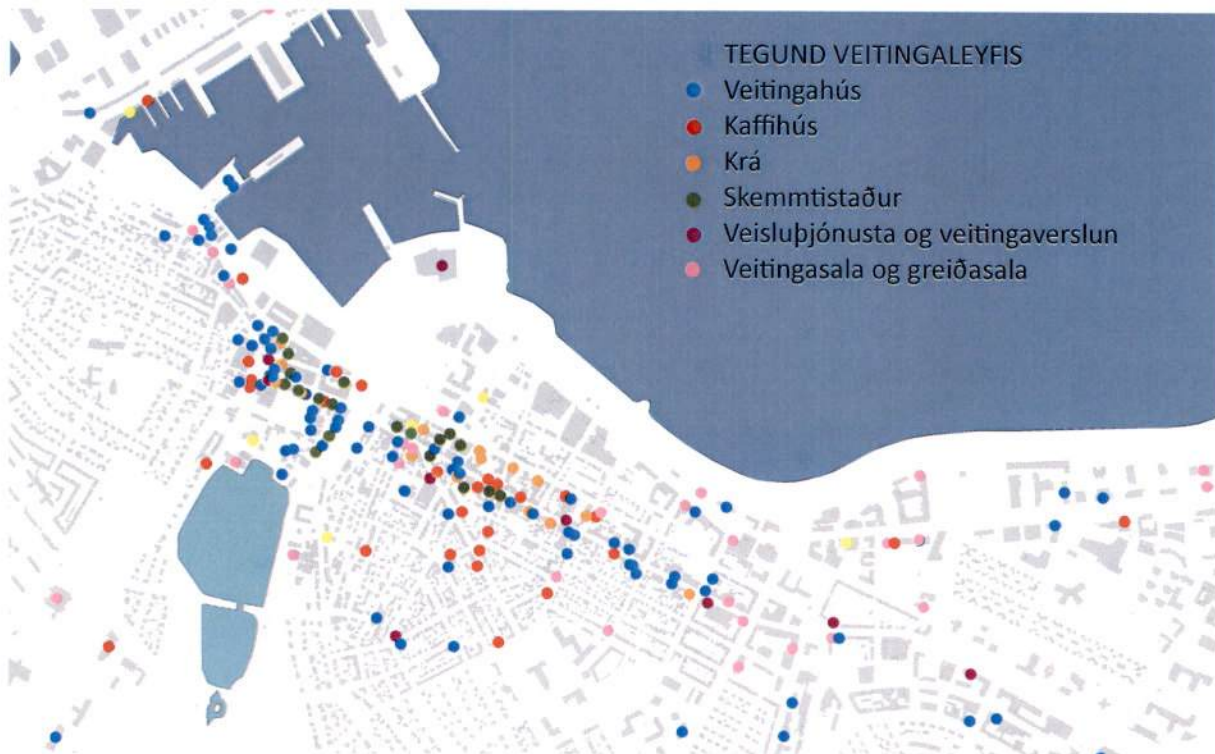 TEGUND VEITINGALEYFIS
Veitingahús
Kaffihús
Krá
Skemmtistaður
Veisluþjónusta og veitingaverslun
Veitingasala og greiðasala